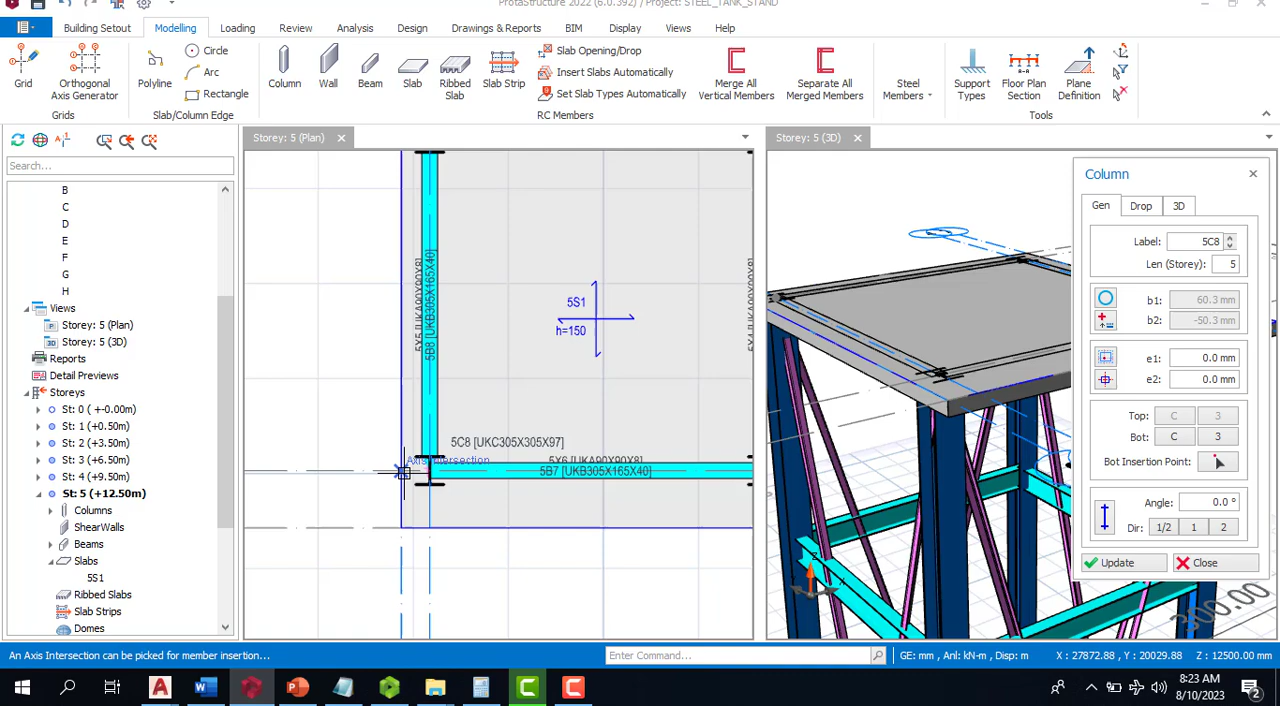 ProtaStructure 2022 (6.0.392) / Project: STEEL_TANK_STAND
Building Setout
Modelling
Loading
Review
Analysis
Design
Drawings & Reports
BIM
Display
Views
Help
Grids
Orthogonal
Axis Generator
Grids
Polyline
Circle
Arc
Rectangle
Slab/Column Edge
Column
Wall
Beam
Slab
Ribbed
Slab
Slab Strip
Slab Opening/Drop
Insert Slabs Automatically
Set Slab Types Automatically
Merge All
Vertical Members
Separate All
Merged Members
RC Members
Steel
Members
Support
Types
Floor Plan
Section
Plane
Definition
Tools
Search...
B
C
D
E
F
G
H
Views
Storey: 5 (Plan)
Storey: 5 (3D)
Reports
Detail Previews
Storeys
St: 0 ( +-0.00m)
St: 1 (+0.50m)
St: 2 (+3.50m)
St: 3 (+6.50m)
St: 4 (+9.50m)
St: 5 (+12.50m)
Columns
ShearWalls
Beams
Slabs
5S1
Ribbed Slabs
Slab Strips
Domes
Storey: 5 (Plan)
5B8 [UKB305X165X40]
5S1
h=150
5C8 [UKC305X305X97]
Axis Intersection
5X6 [UKA90X90X8]
5B7 [UKB305X165X40]
Storey: 5 (3D)
300.00
Z
X
Column
Gen
Drop
3D
Label: 5C8
Len (Storey): 5
b1: 60.3 mm
b2: -50.3 mm
e1: 0.0 mm
e2: 0.0 mm
Top: C 3
Bot: C 3
Bot Insertion Point:
Angle: 0.0 °
Dir: 1/2 1 2
Update
Close
An Axis Intersection can be picked for member insertion...
Enter Command...
GE: mm, Anl: kN-m , Disp: m
X : 27872.88 , Y : 20029.88
Z : 12500.00 mm
8:23 AM
8/10/2023
2